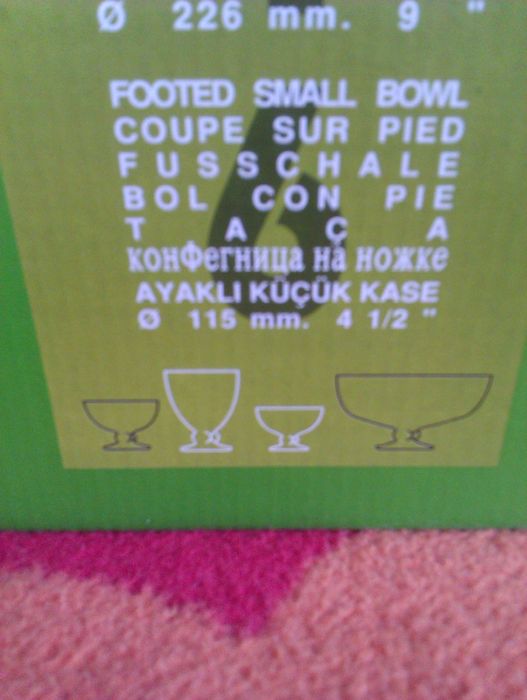 Ø 226 mm. 9 "
6
FOOTED SMALL BOWL
COUPE SUR PIED
FUSSCHALE
BOL CON PIE
TAÇA
конФегница на ножке
AYAKLI KÜÇÜK KASE
Ø 115 mm. 4 1/2 "